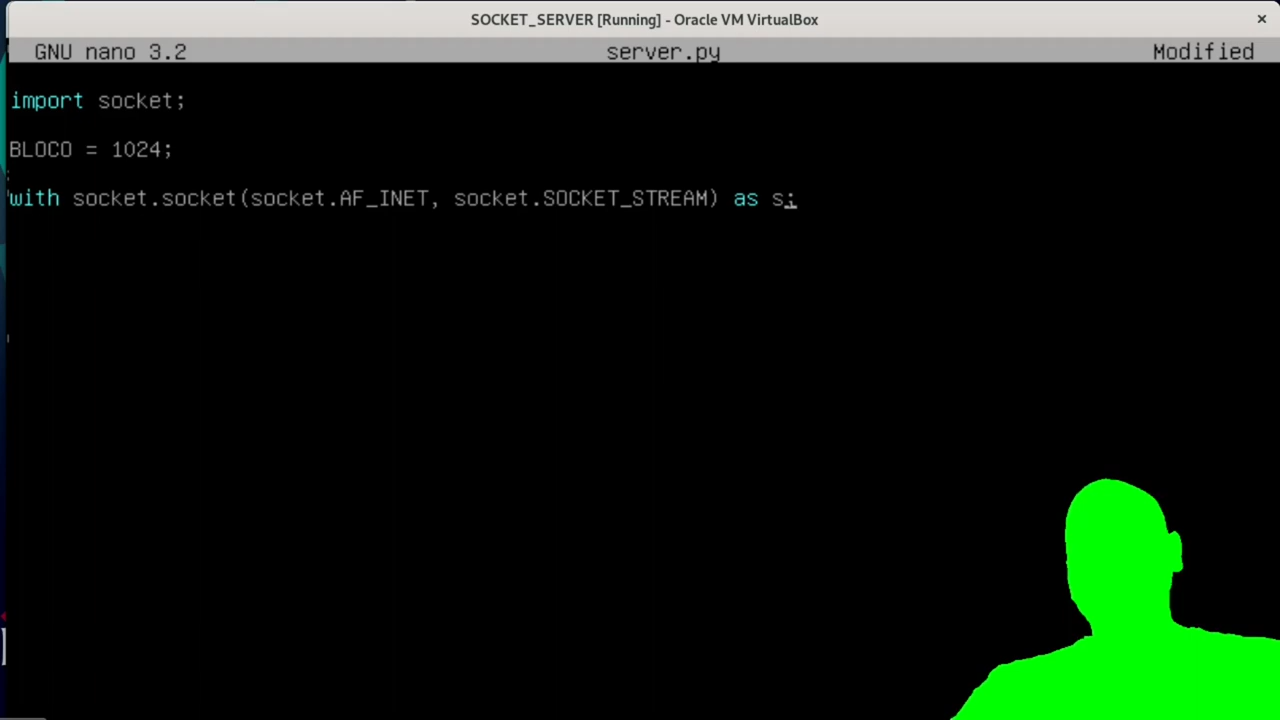 SOCKET_SERVER [Running] - Oracle VM VirtualBox ×
GNU nano 3.2 server.py Modified
import socket;
BLOCO = 1024;
with socket.socket(socket.AF_INET, socket.SOCKET_STREAM) as s: